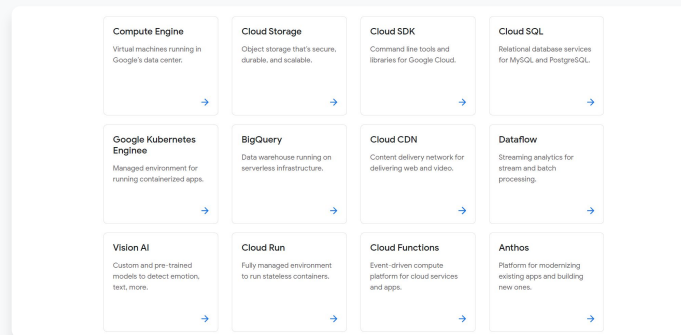 Compute Engine
Virtual machines running in
Google's data center.
Cloud Storage
Object storage that's secure,
durable, and scalable.
Cloud SDK
Command line tools and
libraries for Google Cloud.
Cloud SQL
Relational database services
for MySQL and PostgreSQL.
Google Kubernetes
Enginee
Managed environment for
running containerized apps.
BigQuery
Data warehouse running on
serverless infrastructure.
Cloud CDN
Content delivery network for
delivering web and video.
Dataflow
Streaming analytics for
stream and batch
processing.
Vision AI
Custom and pre-trained
models to detect emotion,
text, more.
Cloud Run
Fully managed environment
to run stateless containers.
Cloud Functions
Event-driven compute
platform for cloud services
and apps.
Anthos
Platform for modernizing
existing apps and building
new ones.